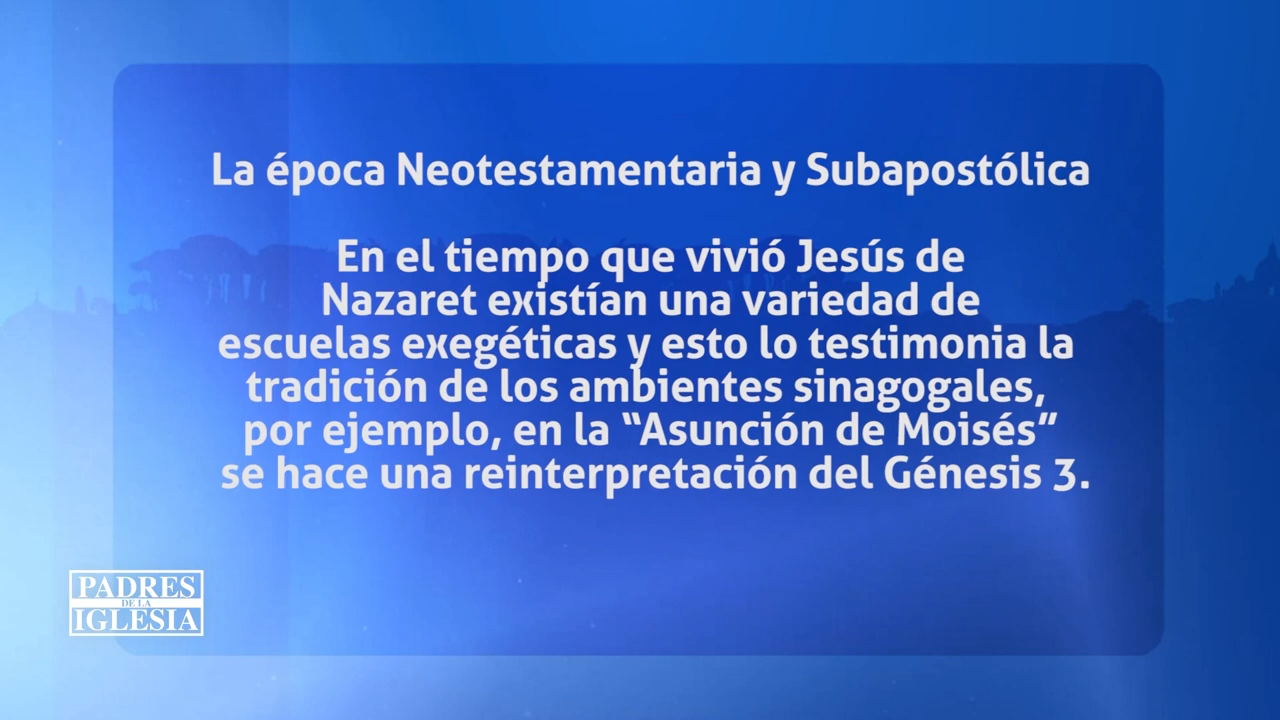 La época Neotestamentaria y Subapostólica
En el tiempo que vivió Jesús de
Nazaret existían una variedad de
escuelas exegéticas y esto lo testimonia la
tradición de los ambientes sinagogales,
por ejemplo, en la “Asunción de Moisés”
se hace una reinterpretación del Génesis 3.
PADRES
DE LA
IGLESIA